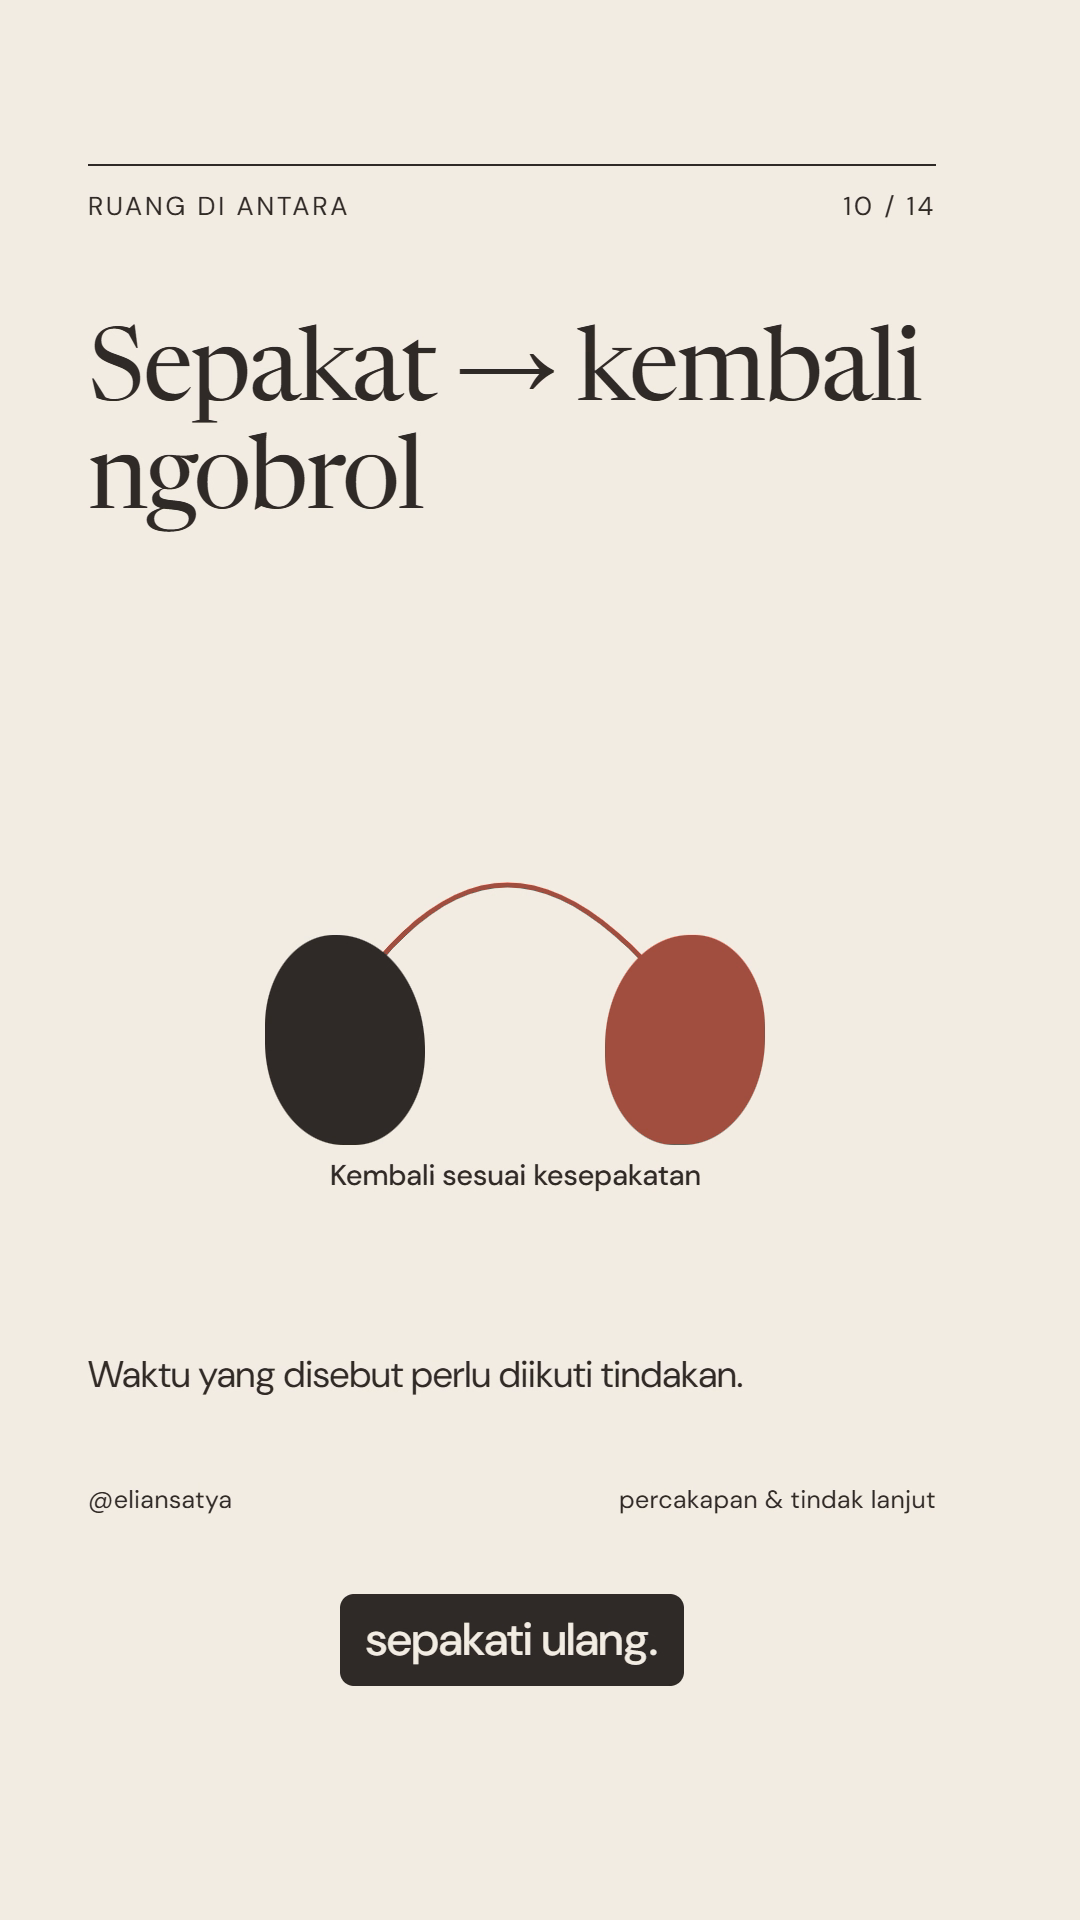 RUANG DI ANTARA
10 / 14
Sepakat → kembali
ngobrol
Kembali sesuai kesepakatan
Waktu yang disebut perlu diikuti tindakan.
@eliansatya
percakapan & tindak lanjut
sepakati ulang.